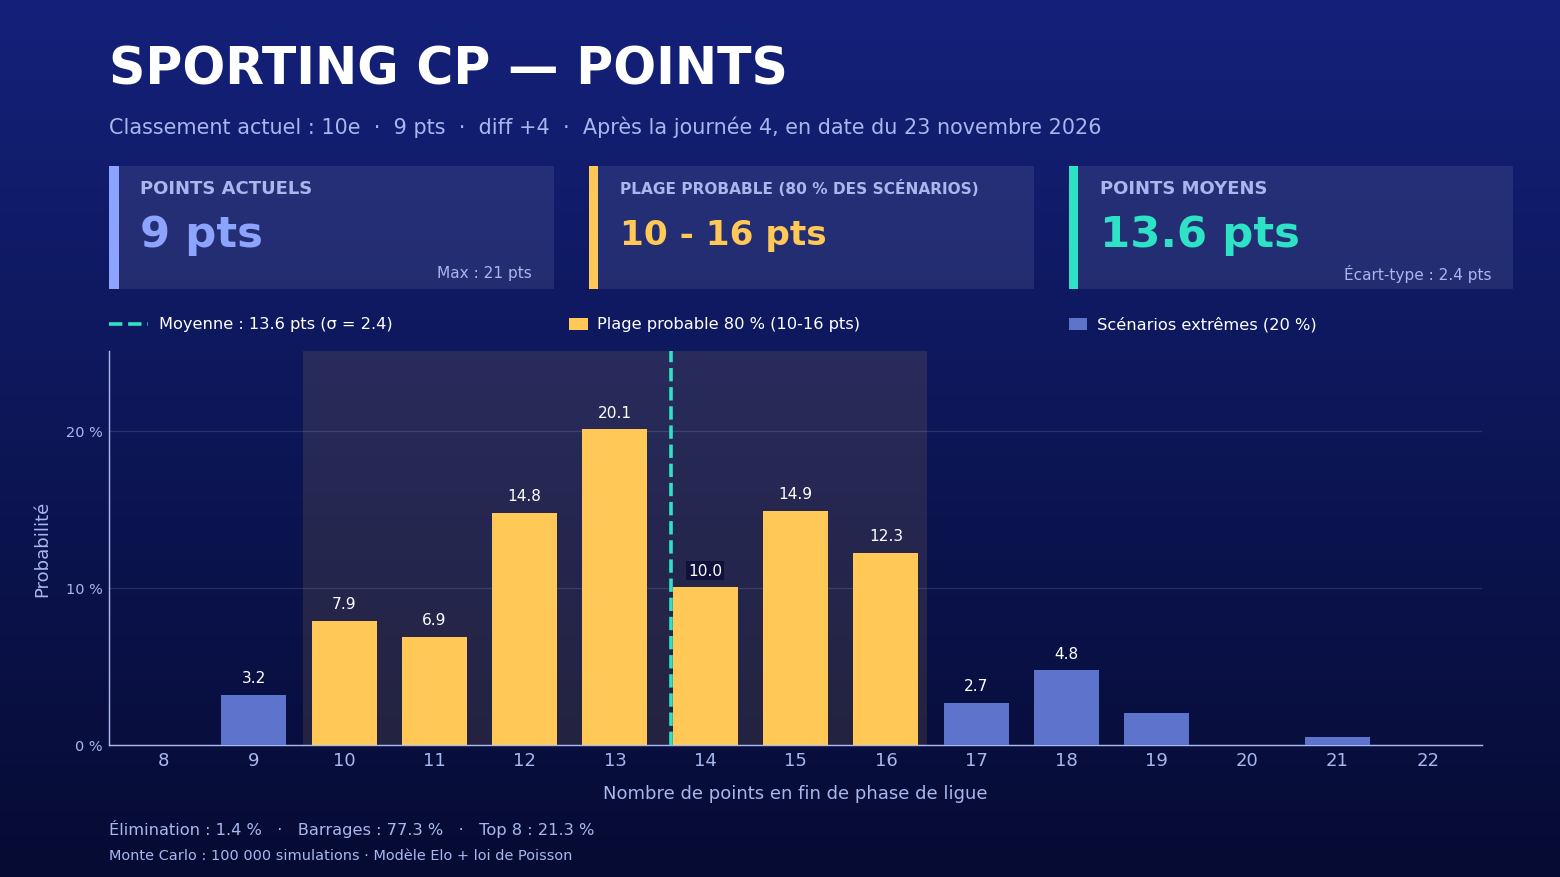 SPORTING CP — POINTS
Classement actuel : 10e · 9 pts · diff +4 · Après la journée 4, en date du 23 novembre 2026
POINTS ACTUELS
9 pts
Max : 21 pts
PLAGE PROBABLE (80 % DES SCÉNARIOS)
10 - 16 pts
POINTS MOYENS
13.6 pts
Écart-type : 2.4 pts
Moyenne : 13.6 pts (σ = 2.4)
Plage probable 80 % (10-16 pts)
Scénarios extrêmes (20 %)
Probabilité
20 %
10 %
0 %
3.2
7.9
6.9
14.8
20.1
10.0
14.9
12.3
2.7
4.8
8 9 10 11 12 13 14 15 16 17 18 19 20 21 22
Nombre de points en fin de phase de ligue
Élimination : 1.4 % · Barrages : 77.3 % · Top 8 : 21.3 %
Monte Carlo : 100 000 simulations · Modèle Elo + loi de Poisson